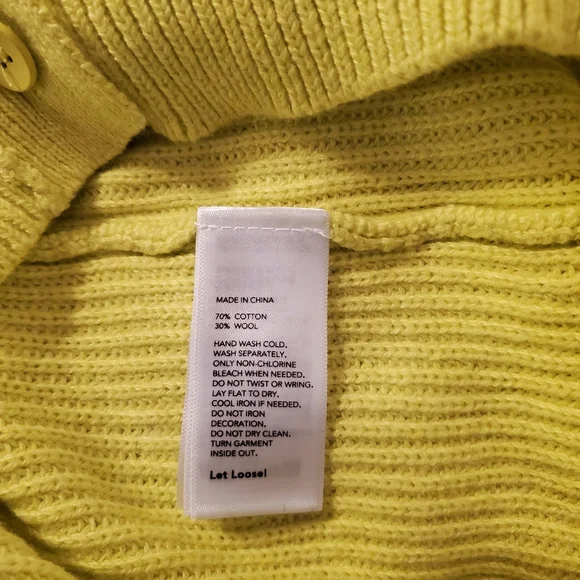 MADE IN CHINA
70% COTTON
30% WOOL
HAND WASH COLD.
WASH SEPARATELY.
ONLY NON-CHLORINE
BLEACH WHEN NEEDED.
DO NOT TWIST OR WRING.
LAY FLAT TO DRY.
COOL IRON IF NEEDED.
DO NOT IRON
DECORATION.
DO NOT DRY CLEAN.
TURN GARMENT
INSIDE OUT.
Let Loose!